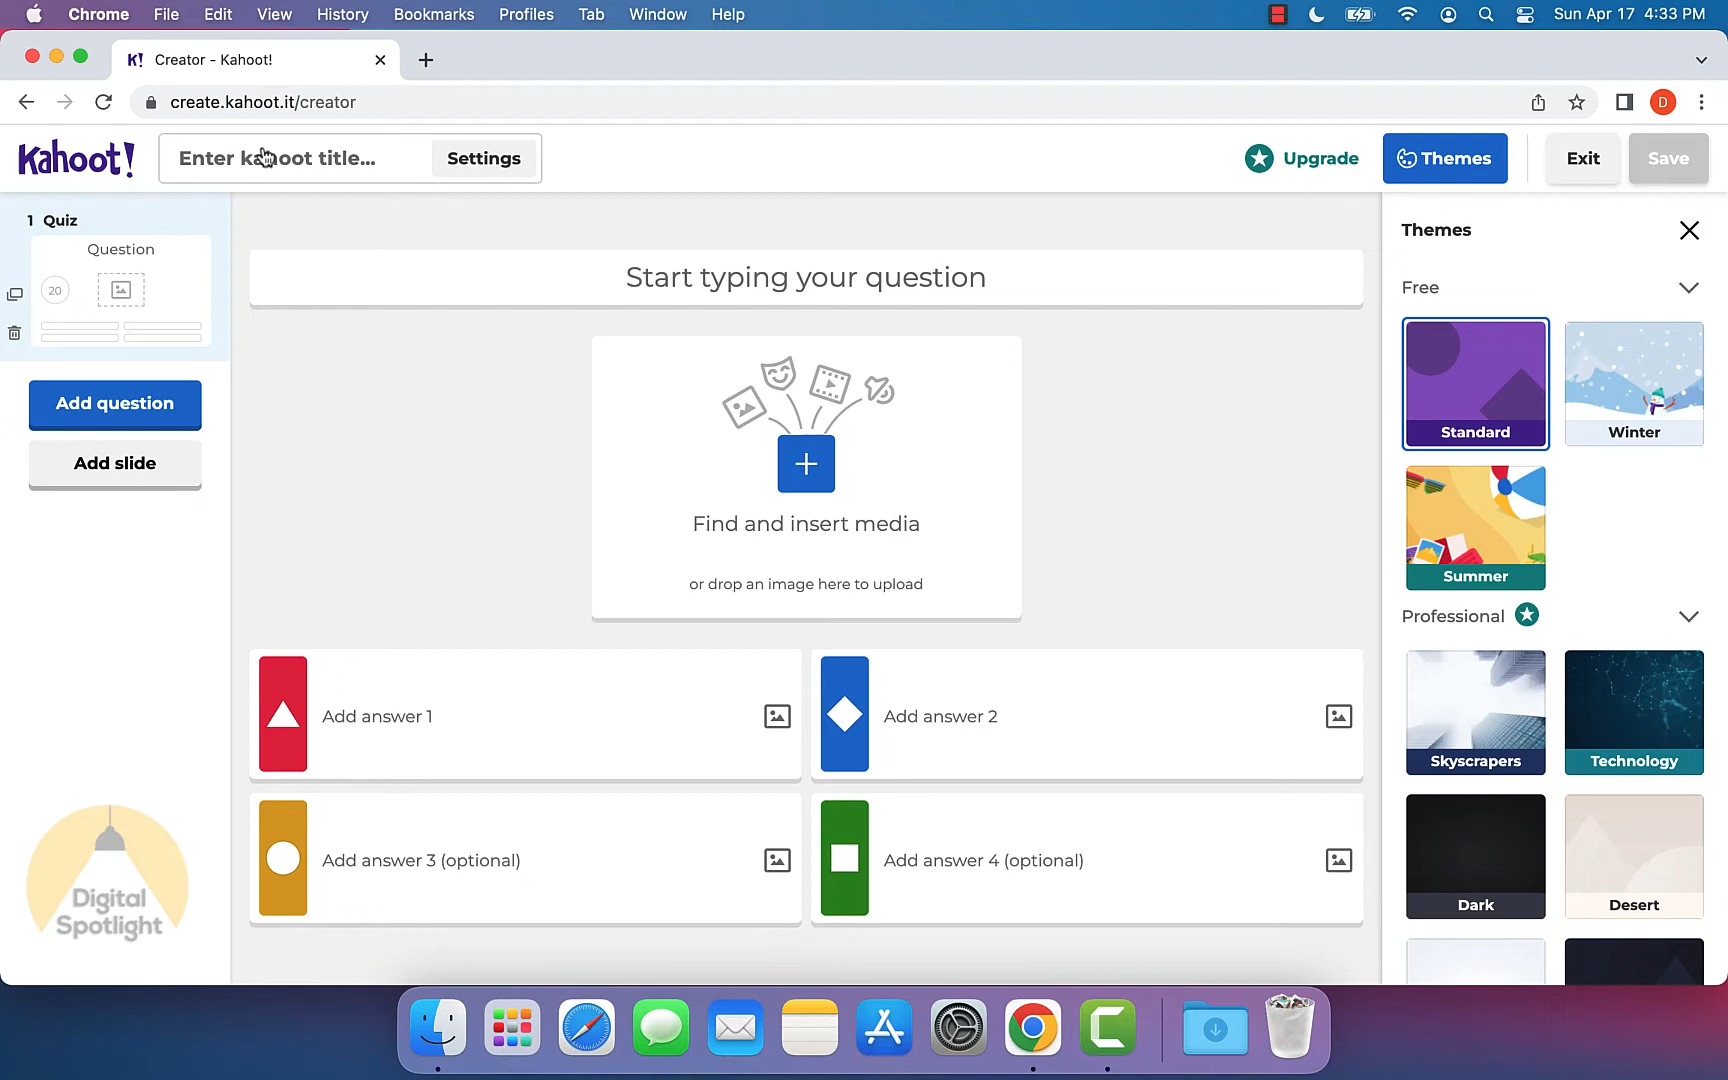 Chrome File Edit View History Bookmarks Profiles Tab Window Help Sun Apr 17 4:33 PM
K! Creator - Kahoot!
create.kahoot.it/creator D
Kahoot! Enter kahoot title... Settings Upgrade Themes Exit Save
1 Quiz
Question
20
Add question
Add slide
Digital
Spotlight
Start typing your question
Find and insert media
or drop an image here to upload
Add answer 1
Add answer 2
Add answer 3 (optional)
Add answer 4 (optional)
Themes
Free
Standard
Winter
Summer
Professional
Skyscrapers
Technology
Dark
Desert